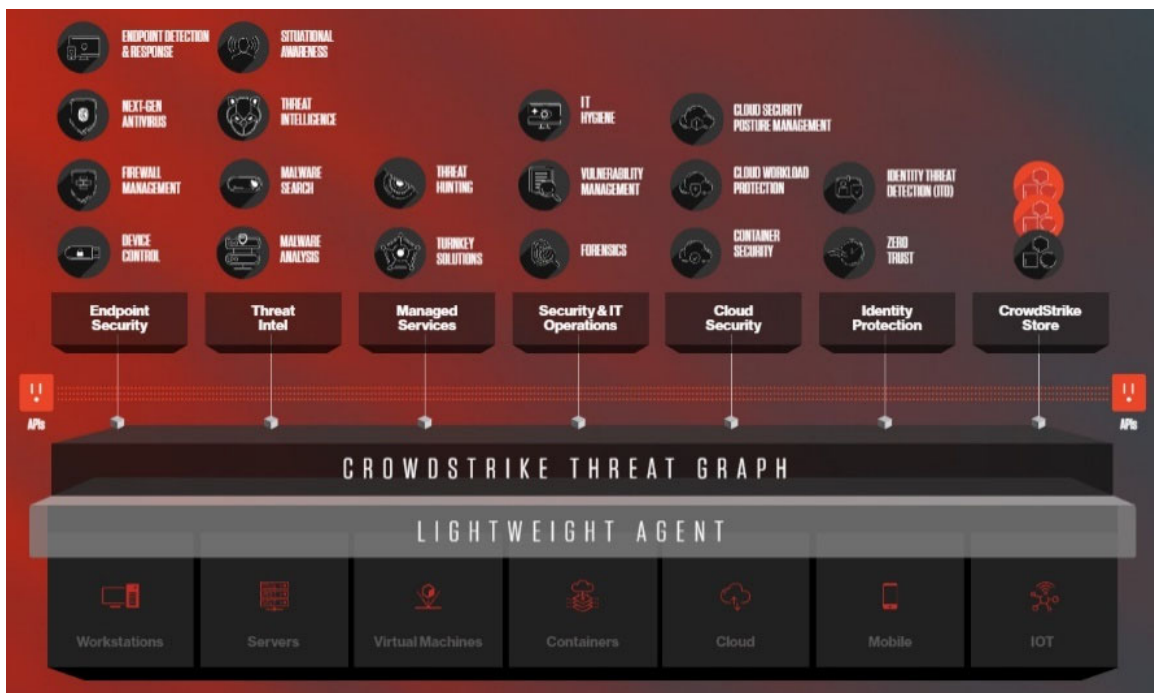 ENDPOINT DETECTION
& RESPONSE
SITUATIONAL
AWARENESS
NEXT-GEN
ANTIVIRUS
THREAT
INTELLIGENCE
IT
HYGIENE
CLOUD SECURITY
POSTURE MANAGEMENT
FIREWALL
MANAGEMENT
MALWARE
SEARCH
THREAT
HUNTING
VULNERABILITY
MANAGEMENT
CLOUD WORKLOAD
PROTECTION
IDENTITY THREAT
DETECTION (ITD)
DEVICE
CONTROL
MALWARE
ANALYSIS
TURNKEY
SOLUTIONS
FORENSICS
CONTAINER
SECURITY
ZERO
TRUST
Endpoint
Security
Threat
Intel
Managed
Services
Security & IT
Operations
Cloud
Security
Identity
Protection
CrowdStrike
Store
APIs
APIs
CROWDSTRIKE THREAT GRAPH
LIGHTWEIGHT AGENT
Workstations
Servers
Virtual Machines
Containers
Cloud
Mobile
IOT